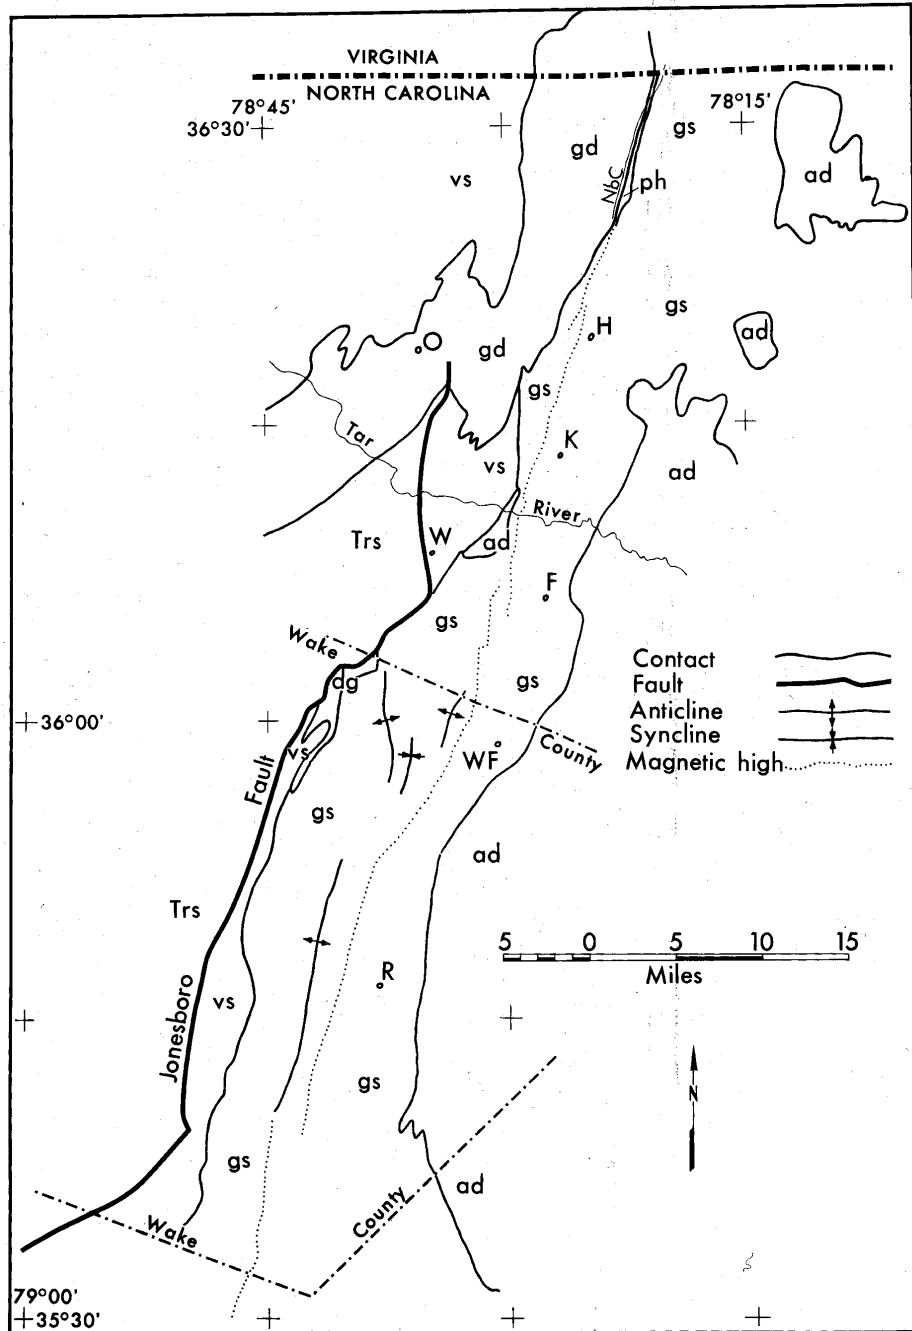 VIRGINIA
NORTH CAROLINA
78°45'
36°30'
78°15'
gs
gd
ad
vs
NbC
ph
gs
H
ad
O
gd
gs
Tar
K
vs
ad
River
Trs
W
ad
F
gs
Wake
Contact
dg
gs
Fault
Anticline
36°00'
Syncline
vs
WF
County
Magnetic high
Fault
gs
ad
Trs
5 0 5 10 15
Miles
R
vs
Jonesboro
gs
N
gs
ad
County
Wake
79°00'
35°30'